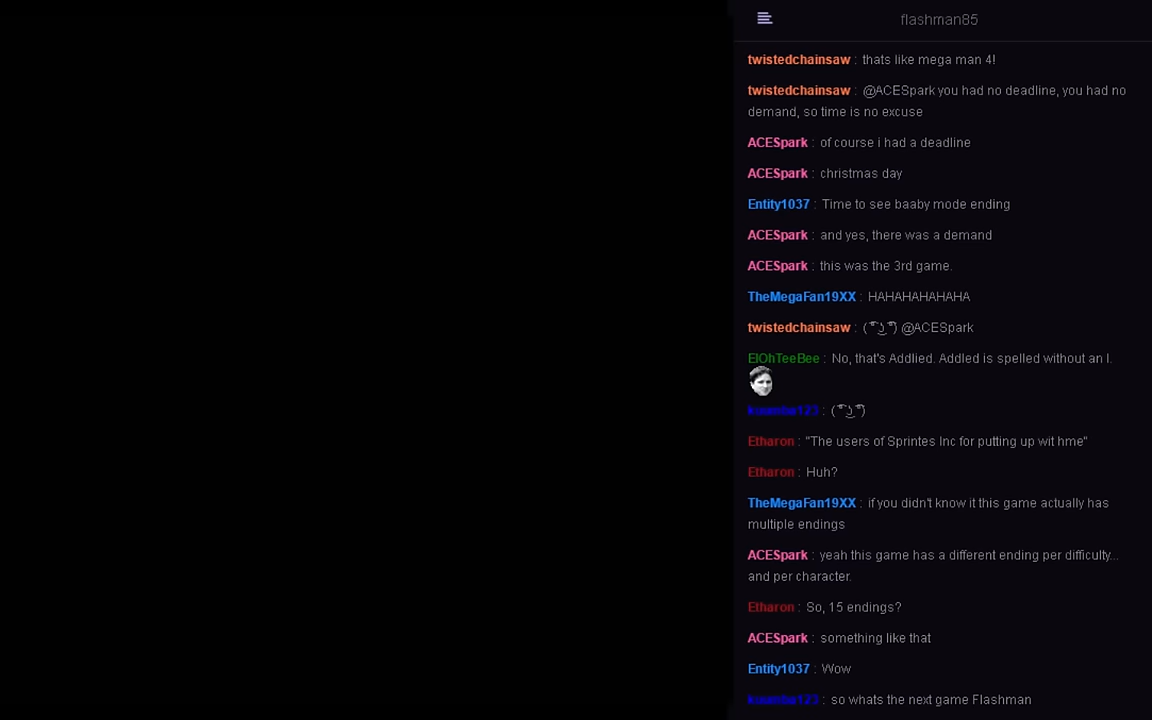 flashman85
twistedchainsaw : thats like mega man 4!
twistedchainsaw : @ACESpark you had no deadline, you had no
demand, so time is no excuse
ACESpark : of course i had a deadline
ACESpark : christmas day
Entity1037 : Time to see baaby mode ending
ACESpark : and yes, there was a demand
ACESpark : this was the 3rd game.
TheMegaFan19XX : HAHAHAHAHAHA
twistedchainsaw : ( ͡° ͜ʖ ͡°) @ACESpark
ElOhTeeBee : No, that's Addlied. Addled is spelled without an I.
: ( ͡° ͜ʖ ͡°)
Etharon : "The users of Sprintes Inc for putting up wit hme"
Etharon : Huh?
TheMegaFan19XX : if you didn't know it this game actually has
multiple endings
ACESpark : yeah this game has a different ending per difficulty...
and per character.
Etharon : So, 15 endings?
ACESpark : something like that
Entity1037 : Wow
: so whats the next game Flashman